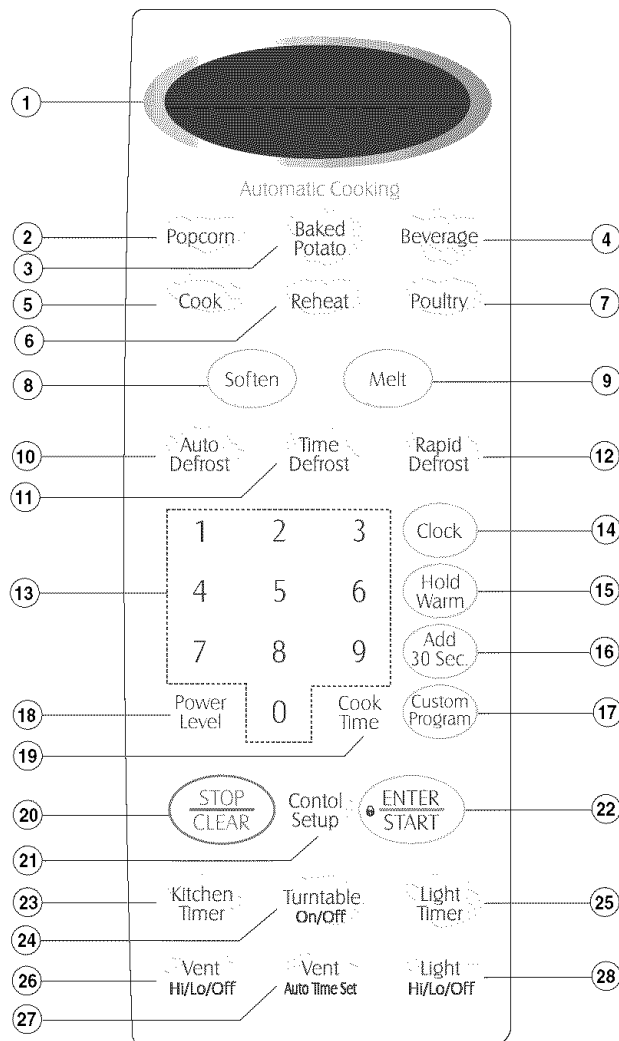 1
Automatic Cooking
2 Popcorn
Baked
Potato
Beverage 4
3
5 Cook
Reheat
Poultry 7
6
8 Soften
Melt 9
10 Auto
Defrost
Time
Defrost
Rapid
Defrost 12
11
1 2 3
Clock 14
13 4 5 6
Hold
Warm 15
7 8 9
Add
30 Sec. 16
18 Power
Level
0
Cook
Time
Custom
Program 17
19
20 STOP
CLEAR
Contol
Setup
ENTER
START 22
21
23 Kitchen
Timer
Turntable
On/Off
Light
Timer 25
24
26 Vent
Hi/Lo/Off
Vent
Auto Time Set
Light
Hi/Lo/Off 28
27